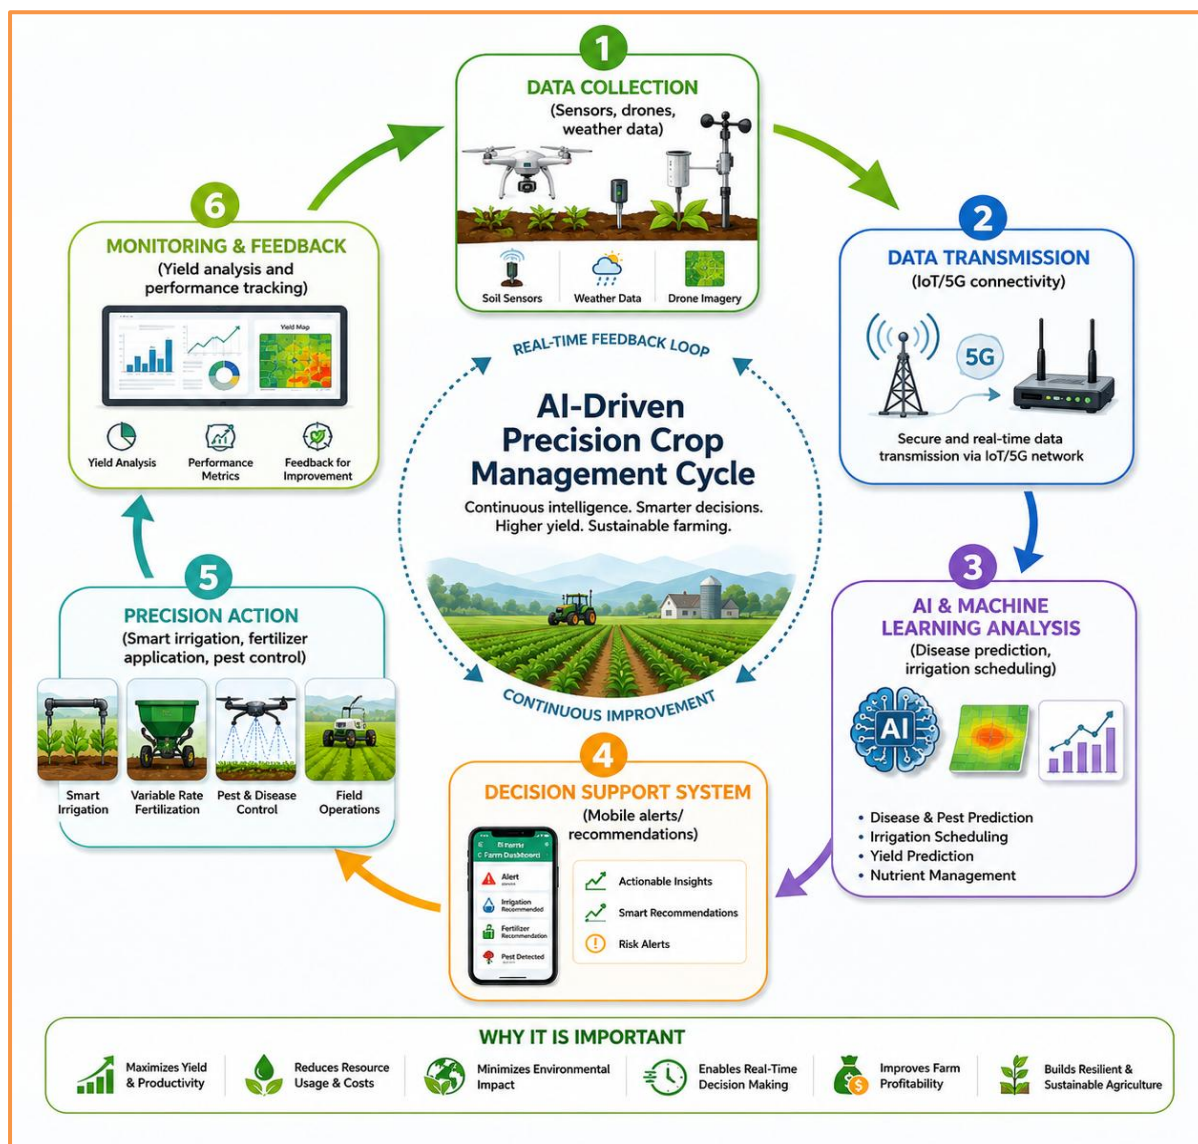 1
DATA COLLECTION
(Sensors, drones,
weather data)
Soil Sensors
Weather Data
Drone Imagery
2
DATA TRANSMISSION
(IoT/5G connectivity)
5G
Secure and real-time data
transmission via IoT/5G network
3
AI & MACHINE
LEARNING ANALYSIS
(Disease prediction,
irrigation scheduling)
AI
• Disease & Pest Prediction
• Irrigation Scheduling
• Yield Prediction
• Nutrient Management
4
DECISION SUPPORT SYSTEM
(Mobile alerts/
recommendations)
Farm Dashboard
Alert
Irrigation
Recommended
Fertilizer
Recommendation
Pest Detected
Actionable Insights
Smart Recommendations
Risk Alerts
5
PRECISION ACTION
(Smart irrigation, fertilizer
application, pest control)
Smart
Irrigation
Variable Rate
Fertilization
Pest & Disease
Control
Field
Operations
6
MONITORING & FEEDBACK
(Yield analysis and
performance tracking)
Yield Map
Yield Analysis
Performance
Metrics
Feedback for
Improvement
REAL-TIME FEEDBACK LOOP
AI-Driven
Precision Crop
Management Cycle
Continuous intelligence. Smarter decisions.
Higher yield. Sustainable farming.
CONTINUOUS IMPROVEMENT
WHY IT IS IMPORTANT
Maximizes Yield
& Productivity
Reduces Resource
Usage & Costs
Minimizes Environmental
Impact
Enables Real-Time
Decision Making
Improves Farm
Profitability
Builds Resilient &
Sustainable Agriculture